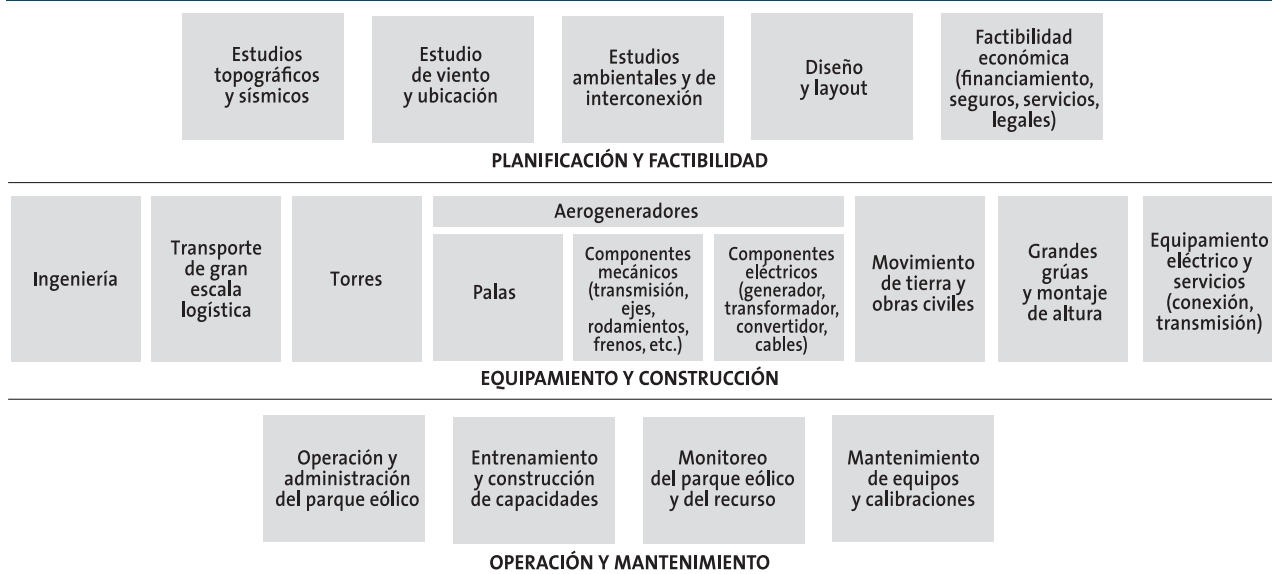 Estudios
topográficos
y sísmicos
Estudio
de viento
y ubicación
Estudios
ambientales y de
interconexión
Diseño
y layout
Factibilidad
económica
(financiamiento,
seguros, servicios,
legales)
PLANIFICACIÓN Y FACTIBILIDAD
Ingeniería
Transporte
de gran
escala
logística
Torres
Aerogeneradores
Palas
Componentes
mecánicos
(transmisión,
ejes,
rodamientos,
frenos, etc.)
Componentes
eléctricos
(generador,
transformador,
convertidor,
cables)
Movimiento
de tierra y
obras civiles
Grandes
grúas
y montaje
de altura
Equipamiento
eléctrico y
servicios
(conexión,
transmisión)
EQUIPAMIENTO Y CONSTRUCCIÓN
Operación y
administración
del parque eólico
Entrenamiento
y construcción
de capacidades
Monitoreo
del parque eólico
y del recurso
Mantenimiento
de equipos
y calibraciones
OPERACIÓN Y MANTENIMIENTO